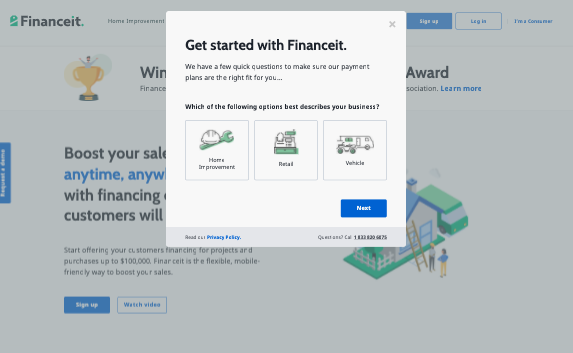 Financeit.
Home Improvement
Sign up
Log in
I'm a Consumer
Win
Award
Finance
sociation. Learn more
Request a demo
Boost your sale
anytime, anywh
with financing
customers will
Start offering your customers financing for projects and
purchases up to $100,000. Financeit is the flexible, mobile-
friendly way to boost your sales.
Sign up
Watch video
×
Get started with Financeit.
We have a few quick questions to make sure our payment
plans are the right fit for you...
Which of the following options best describes your business?
Home
Improvement
Retail
Vehicle
Next
Read our Privacy Policy.
Questions? Call 1 833 820 6075